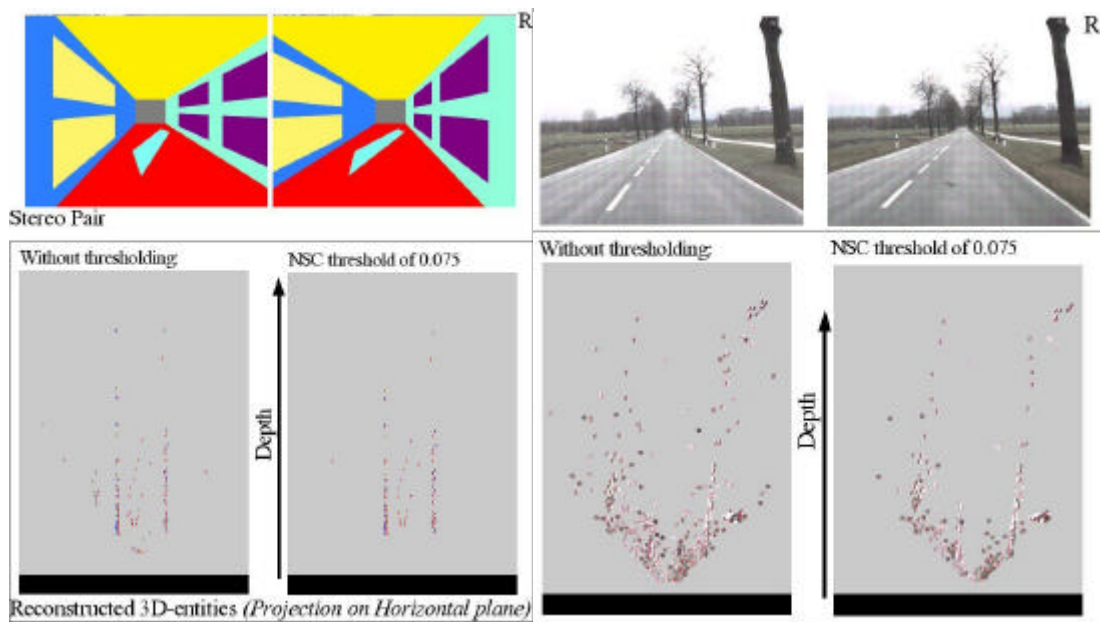 R
R
Stereo Pair
Without thresholding:
NSC threshold of 0.075
Without thresholding:
NSC threshold of 0.075
Depth
Depth
Reconstructed 3D-entities (Projection on Horizontal plane)